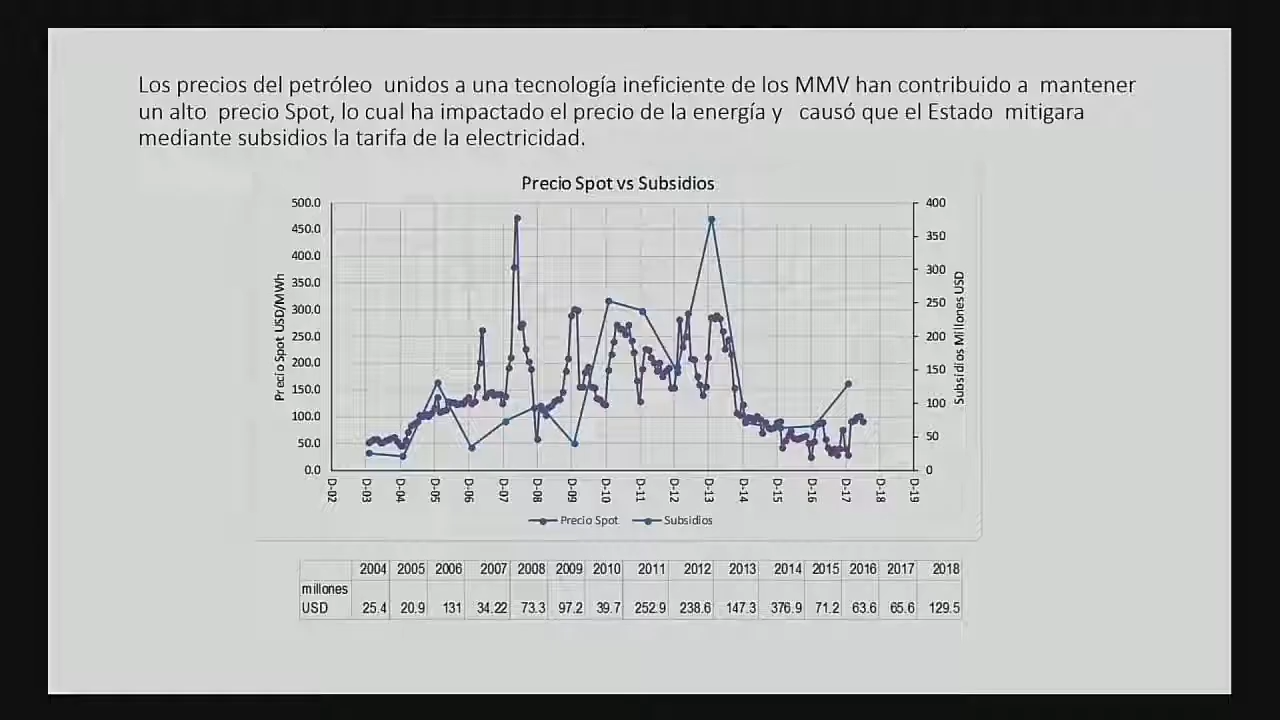 Los precios del petróleo unidos a una tecnología ineficiente de los MMV han contribuido a mantener
un alto precio Spot, lo cual ha impactado el precio de la energía y causó que el Estado mitigara
mediante subsidios la tarifa de la electricidad.
Precio Spot vs Subsidios
Precio Spot USD/MWh
500.0
450.0
400.0
350.0
300.0
250.0
200.0
150.0
100.0
50.0
0.0
400
350
300
250
200
150
100
50
0
Subsidios Millones USD
D-02 D-03 D-04 D-05 D-06 D-07 D-08 D-09 D-10 D-11 D-12 D-13 D-14 D-15 D-16 D-17 D-18 D-19
Precio Spot Subsidios
2004 2005 2006 2007 2008 2009 2010 2011 2012 2013 2014 2015 2016 2017 2018
millones
USD 25.4 20.9 131 34.22 73.3 97.2 39.7 252.9 238.6 147.3 376.9 71.2 63.6 65.6 129.5